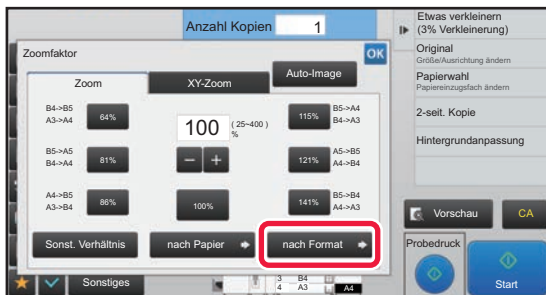 Anzahl Kopien 1
Zoomfaktor
OK
Zoom
XY-Zoom
Auto-Image
B4->B5
A3->A4
64%
100
( 25~400 )
%
115%
B5->A4
B4->A3
B5->A5
B4->A4
81%
121%
A5->B5
A4->B4
A4->B5
A3->B4
86%
100%
141%
B5->B4
A4->A3
Sonst. Verhältnis
nach Papier
nach Format
Sonstiges
3 B4
4 A3
A4
Etwas verkleinern
(3% Verkleinerung)
Original
Größe/Ausrichtung ändern
Papierwahl
Papiereinzugsfach ändern
2-seit. Kopie
Hintergrundanpassung
Vorschau
CA
Probedruck
Start